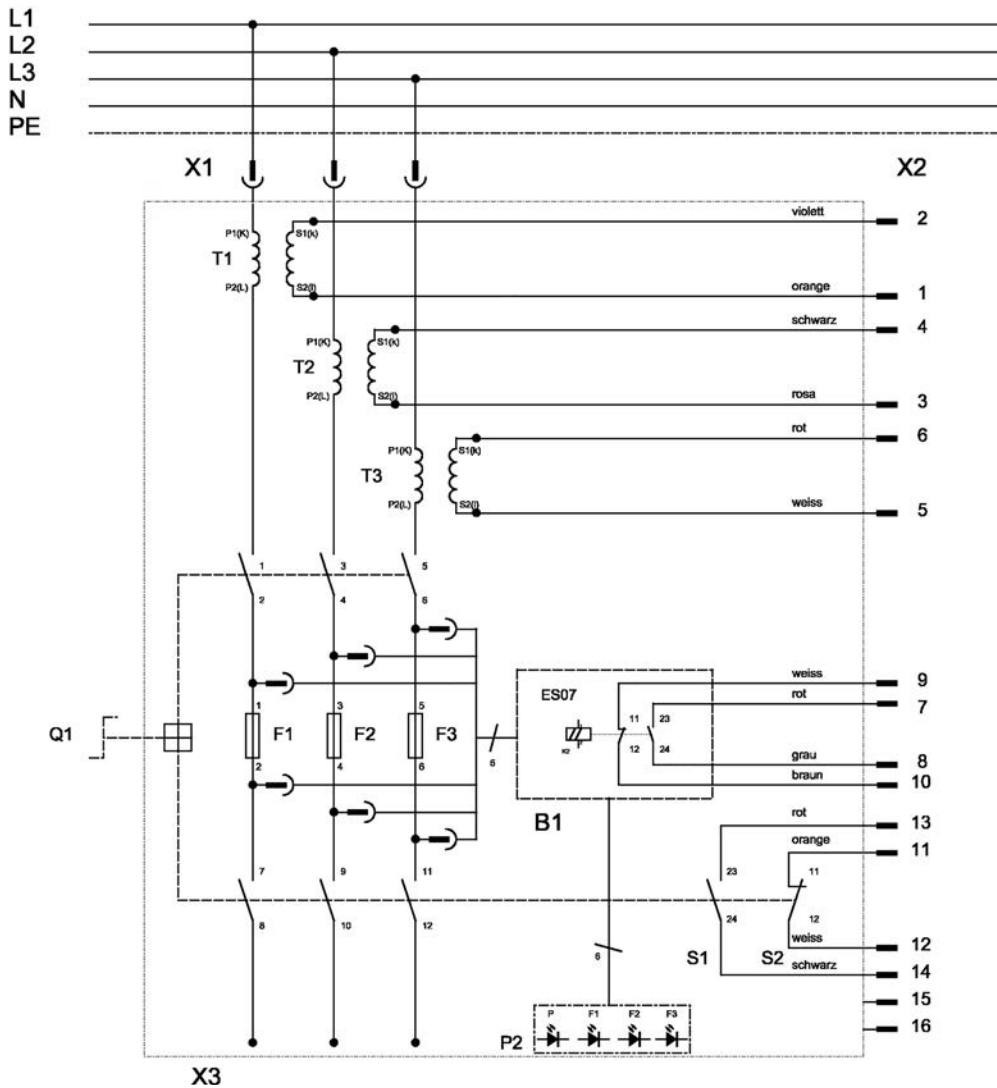 L1
L2
L3
N
PE
X1
X2
violett
2
P1(K)
S1(k)
T1
P2(L)
S2(l)
orange
1
schwarz
4
P1(K)
S1(k)
T2
P2(L)
S2(l)
rosa
3
rot
6
P1(K)
S1(k)
T3
P2(L)
S2(l)
weiss
5
1
3
5
2
4
6
weiss
9
ES07
rot
7
1
3
5
11
23
Q1
F1
F2
F3
K2
12
24
6
2
4
6
grau
8
braun
10
B1
rot
13
orange
11
7
9
11
23
11
8
10
12
24
12
weiss
12
S1
S2
6
schwarz
14
15
P
F1
F2
F3
16
P2
X3